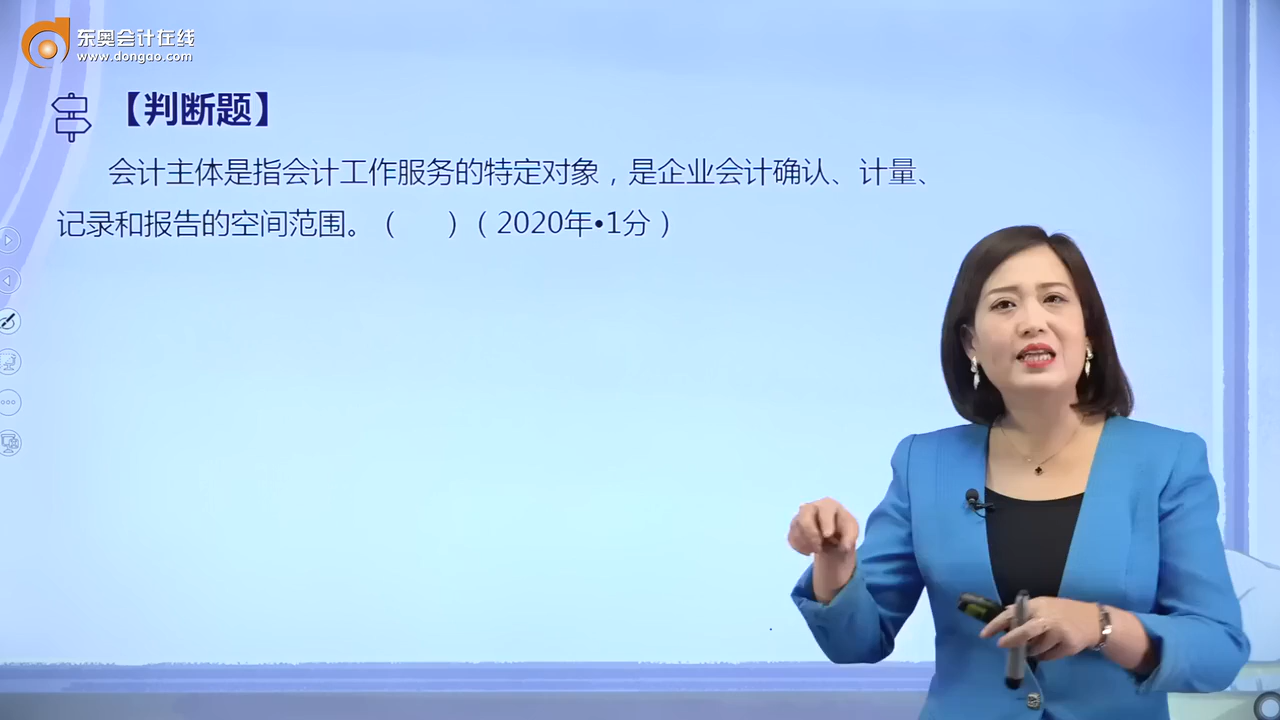 东奥会计在线
www.dongao.com
【判断题】
会计主体是指会计工作服务的特定对象，是企业会计确认、计量、
记录和报告的空间范围。（　　）（2020年•1分）